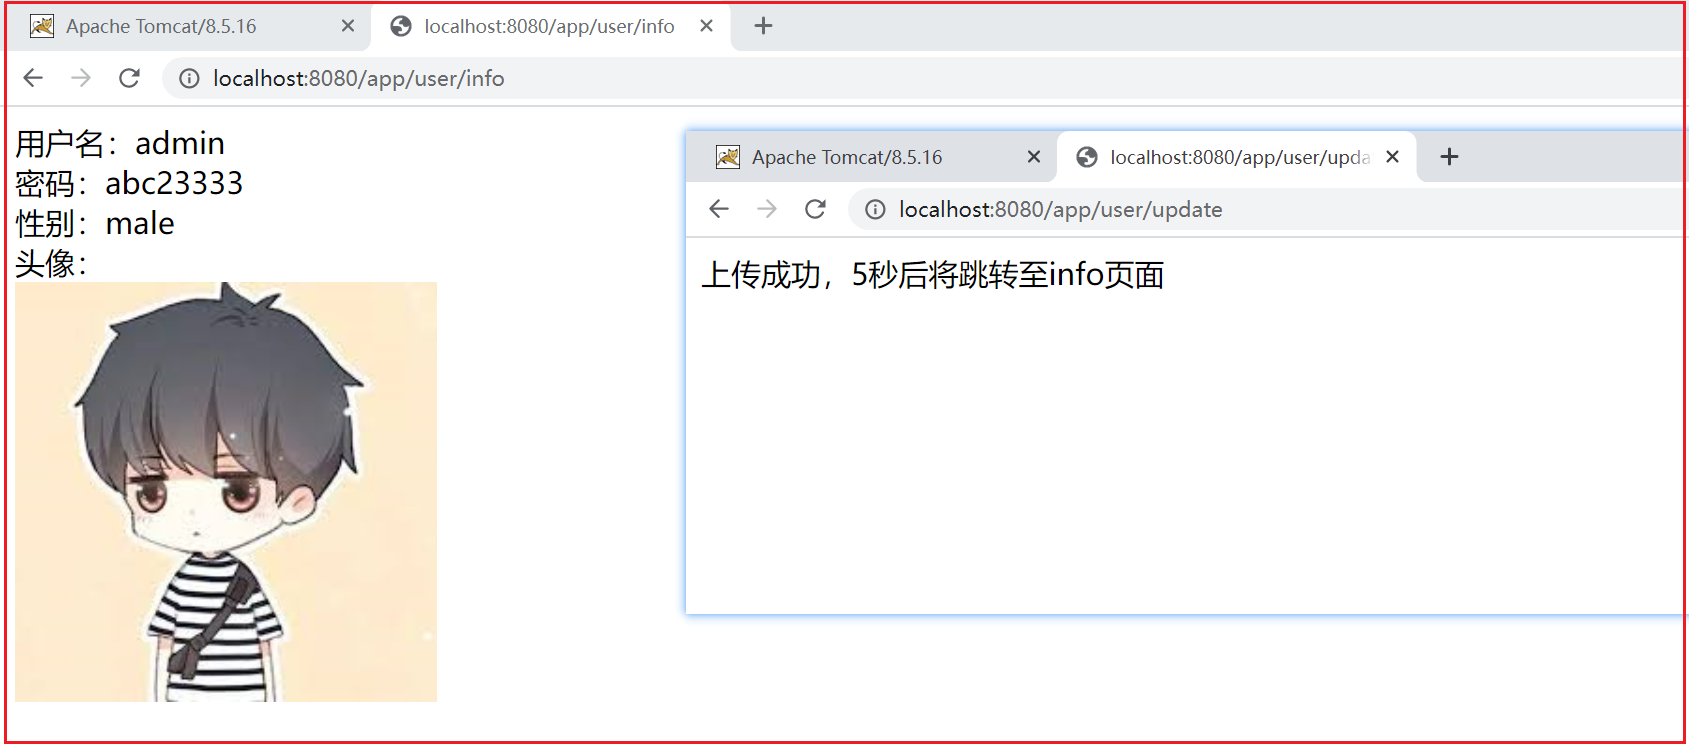 Apache Tomcat/8.5.16
localhost:8080/app/user/info
localhost:8080/app/user/info
用户名：admin
密码：abc23333
性别：male
头像：
Apache Tomcat/8.5.16
localhost:8080/app/user/upda
localhost:8080/app/user/update
上传成功，5秒后将跳转至info页面